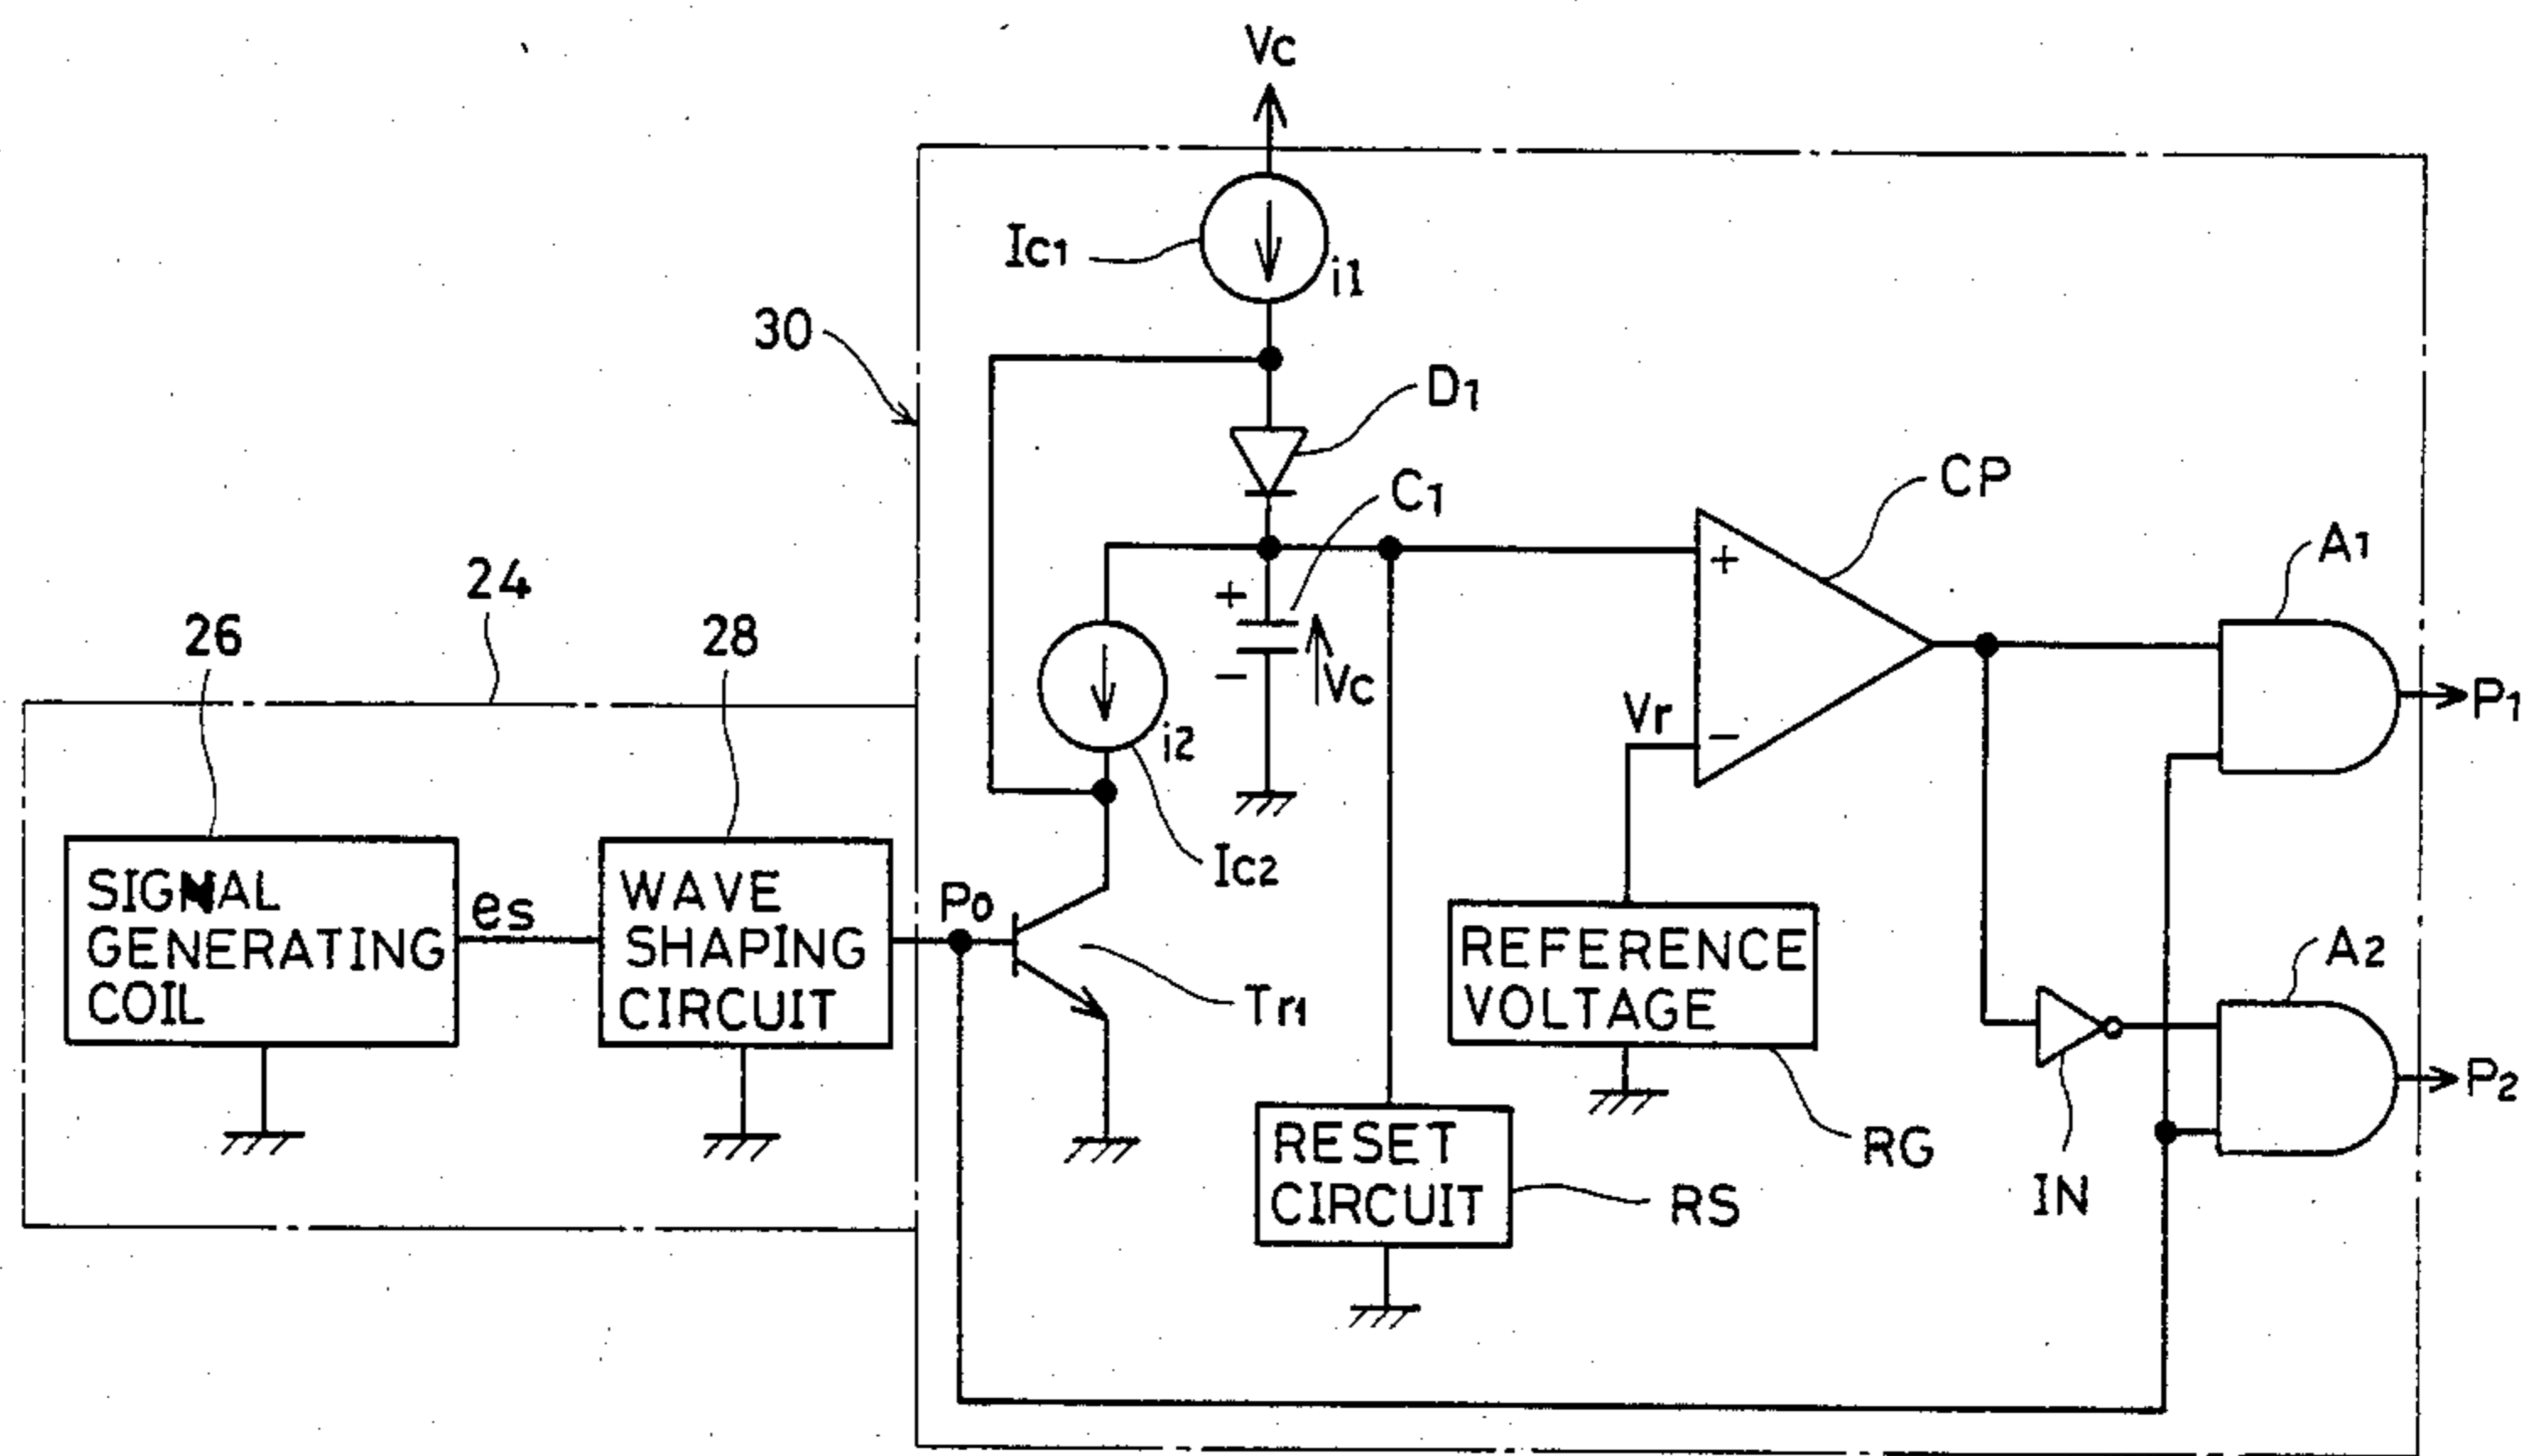 Vc
Ic1
i1
30
D1
C1
CP
A1
24
26
28
+
+
Vc
−
i2
Vr
−
P1
SIGNAL
GENERATING
COIL
es
WAVE
SHAPING
CIRCUIT
P0
Ic2
Tr1
REFERENCE
VOLTAGE
A2
P2
RESET
CIRCUIT
RS
RG
IN